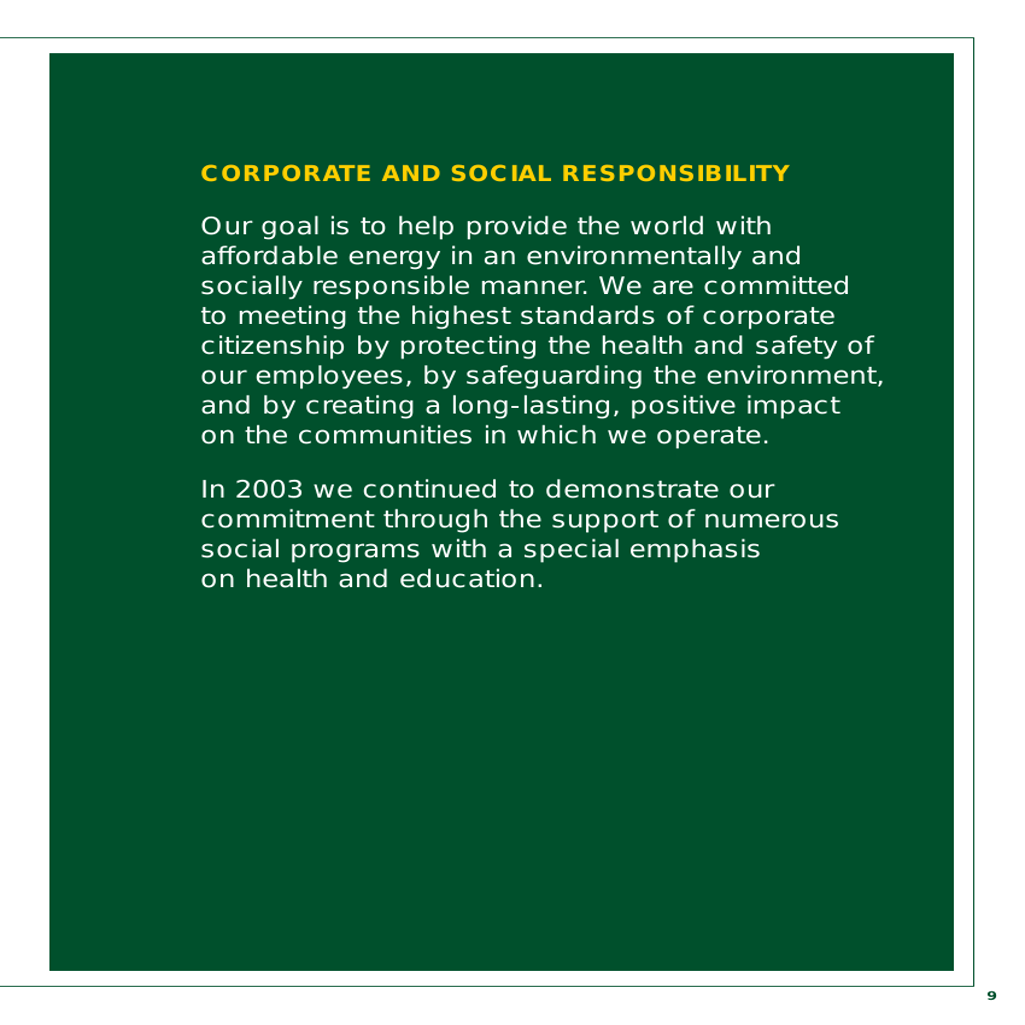 CORPORATE AND SOCIAL RESPONSIBILITY
Our goal is to help provide the world with
affordable energy in an environmentally and
socially responsible manner. We are committed
to meeting the highest standards of corporate
citizenship by protecting the health and safety of
our employees, by safeguarding the environment,
and by creating a long-lasting, positive impact
on the communities in which we operate.
In 2003 we continued to demonstrate our
commitment through the support of numerous
social programs with a special emphasis
on health and education.
9